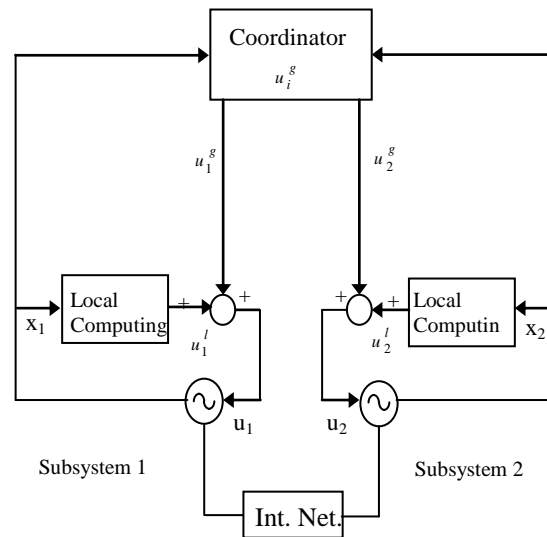 Coordinator
u_i^g
u_1^g
u_2^g
Local
Computing
Local
Computin
+
+
+
+
x_1
u_1^l
u_2^l
x_2
u_1
u_2
Subsystem 1
Subsystem 2
Int. Net.